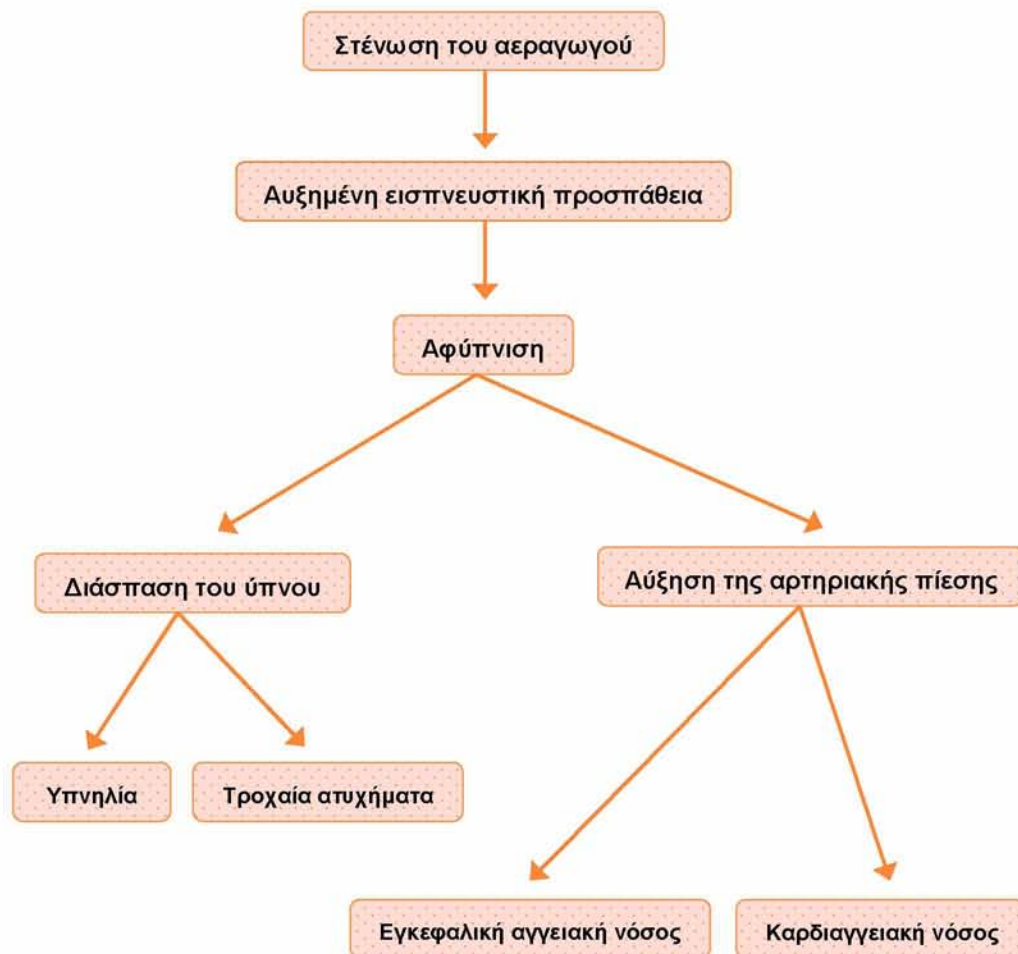 Στένωση του αεραγωγού
Αυξημένη εισπνευστική προσπάθεια
Αφύπνιση
Διάσπαση του ύπνου
Αύξηση της αρτηριακής πίεσης
Υπνηλία
Τροχαία ατυχήματα
Εγκεφαλική αγγειακή νόσος
Καρδιαγγειακή νόσος